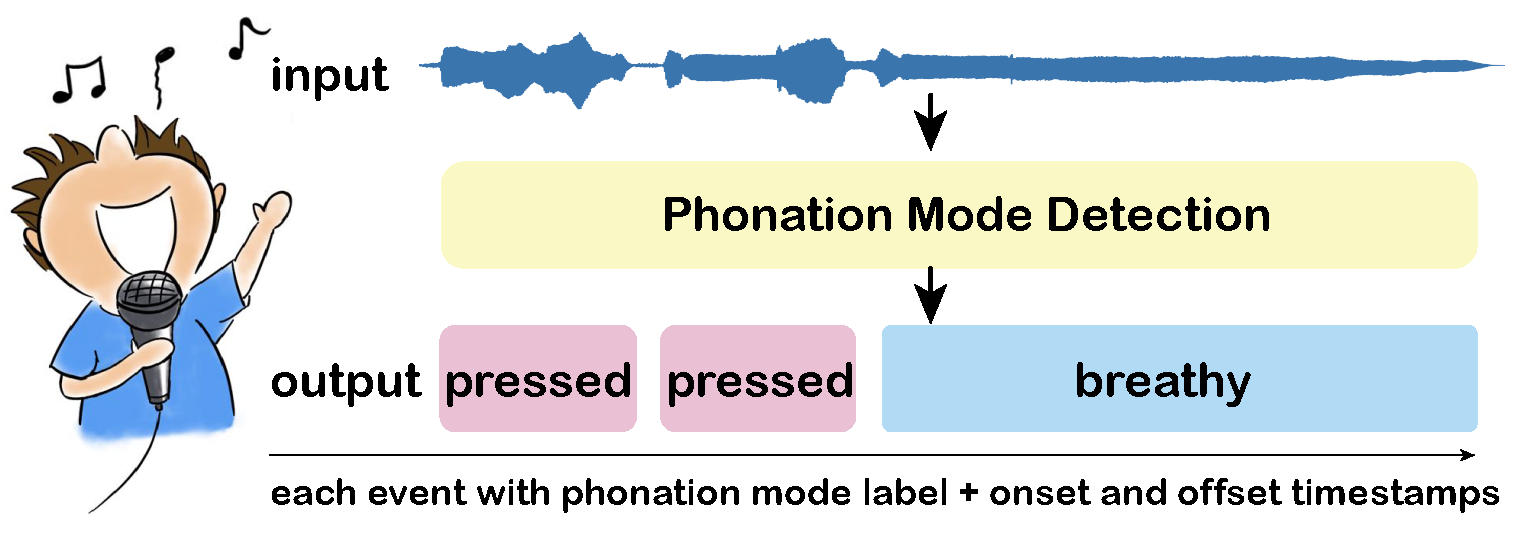 input
Phonation Mode Detection
output pressed pressed breathy
each event with phonation mode label + onset and offset timestamps